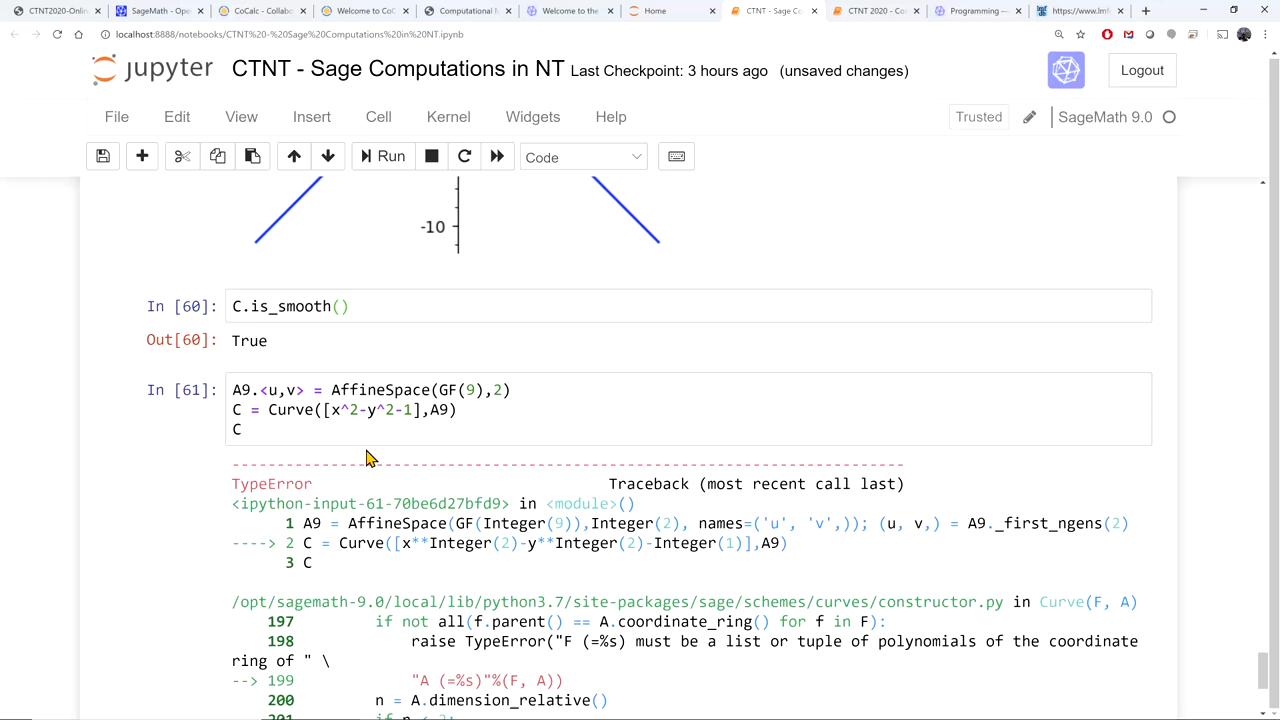 CTNT2020-Onlin
SageMath - Ope
CoCalc - Collabo
Welcome to CoC
Computational M
Welcome to the
Home
CTNT - Sage Co
CTNT 2020 - Co
Programming —
https://www.lmf
localhost:8888/notebooks/CTNT%20-%20Sage%20Computations%20in%20NT.ipynb
jupyter CTNT - Sage Computations in NT Last Checkpoint: 3 hours ago (unsaved changes)
Logout
File Edit View Insert Cell Kernel Widgets Help
Trusted SageMath 9.0
Run Code
-10
In [60]: C.is_smooth()
Out[60]: True
In [61]: A9.<u,v> = AffineSpace(GF(9),2)
C = Curve([x^2-y^2-1],A9)
C
---------------------------------------------------------------------------
TypeError Traceback (most recent call last)
<ipython-input-61-70be6d27bfd9> in <module>()
1 A9 = AffineSpace(GF(Integer(9)),Integer(2), names=('u', 'v',)); (u, v,) = A9._first_ngens(2)
----> 2 C = Curve([x**Integer(2)-y**Integer(2)-Integer(1)],A9)
3 C
/opt/sagemath-9.0/local/lib/python3.7/site-packages/sage/schemes/curves/constructor.py in Curve(F, A)
197 if not all(f.parent() == A.coordinate_ring() for f in F):
198 raise TypeError("F (=%s) must be a list or tuple of polynomials of the coordinate
ring of " \
--> 199 "A (=%s)"%(F, A))
200 n = A.dimension_relative()
201 if n < 2: